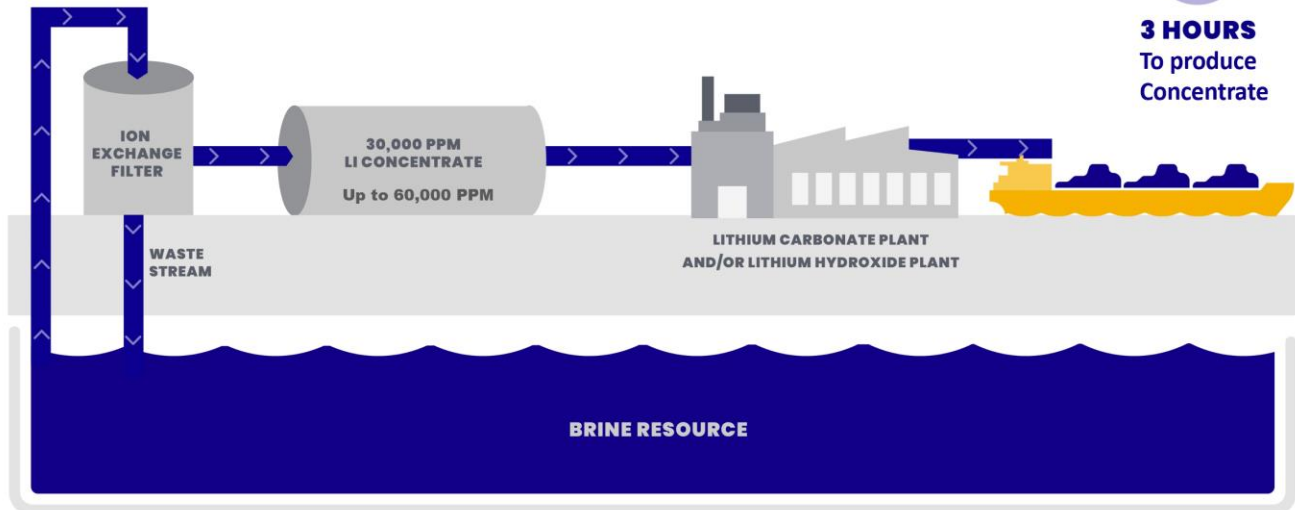 3 HOURS
To produce
Concentrate
ION
EXCHANGE
FILTER
30,000 PPM
LI CONCENTRATE
Up to 60,000 PPM
WASTE
STREAM
LITHIUM CARBONATE PLANT
AND/OR LITHIUM HYDROXIDE PLANT
BRINE RESOURCE